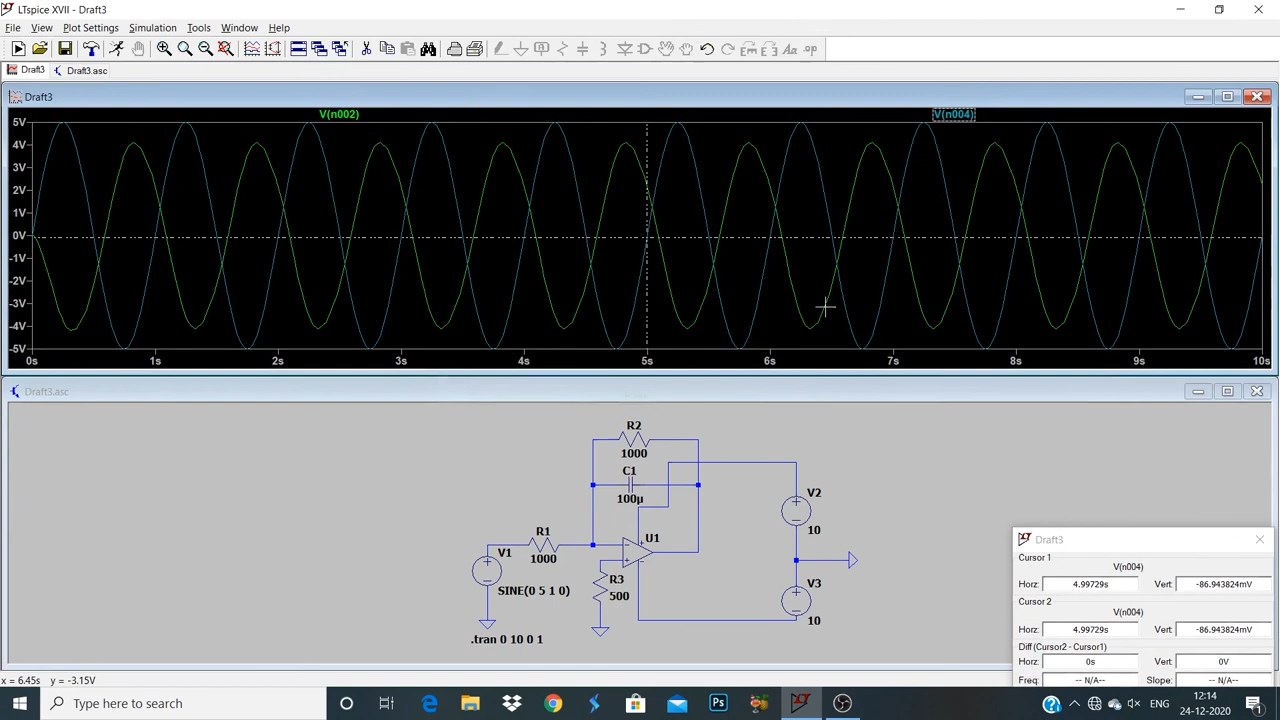 LTspice XVII - Draft3
File View Plot Settings Simulation Tools Window Help
Draft3 Draft3.asc
Draft3
V(n002) V(n004)
5V
4V
3V
2V
1V
0V
-1V
-2V
-3V
-4V
-5V
0s 1s 2s 3s 4s 5s 6s 7s 8s 9s 10s
Draft3.asc
R2
1000
C1
100µ
V2
10
R1
1000
U1
V1
SINE(0 5 1 0)
R3
500
V3
10
.tran 0 10 0 1
Draft3
Cursor 1
V(n004)
Horz: 4.99729s Vert: -86.943824mV
Cursor 2
V(n004)
Horz: 4.99729s Vert: -86.943824mV
Diff (Cursor2 - Cursor1)
Horz: 0s Vert: 0V
Freq: -- N/A-- Slope: -- N/A--
x = 6.45s y = -3.15V
Type here to search
Ps
ENG
12:14
24-12-2020
1